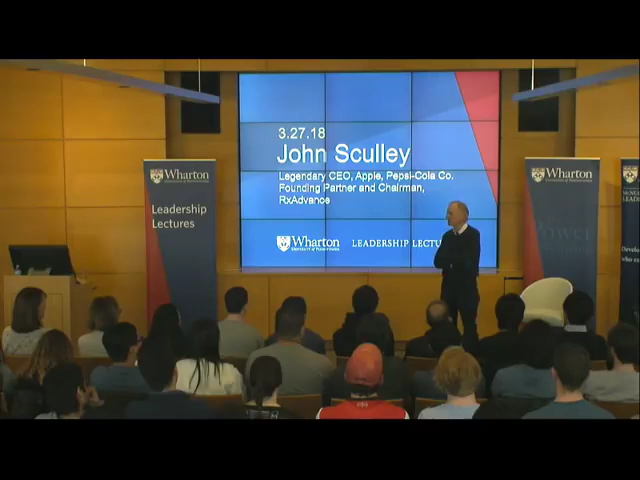 3.27.18
John Sculley
Legendary CEO, Apple, Pepsi-Cola Co.
Founding Partner and Chairman,
RxAdvance
Wharton
LEADERSHIP LECTU
Wharton
Leadership
Lectures
Wharton
Power